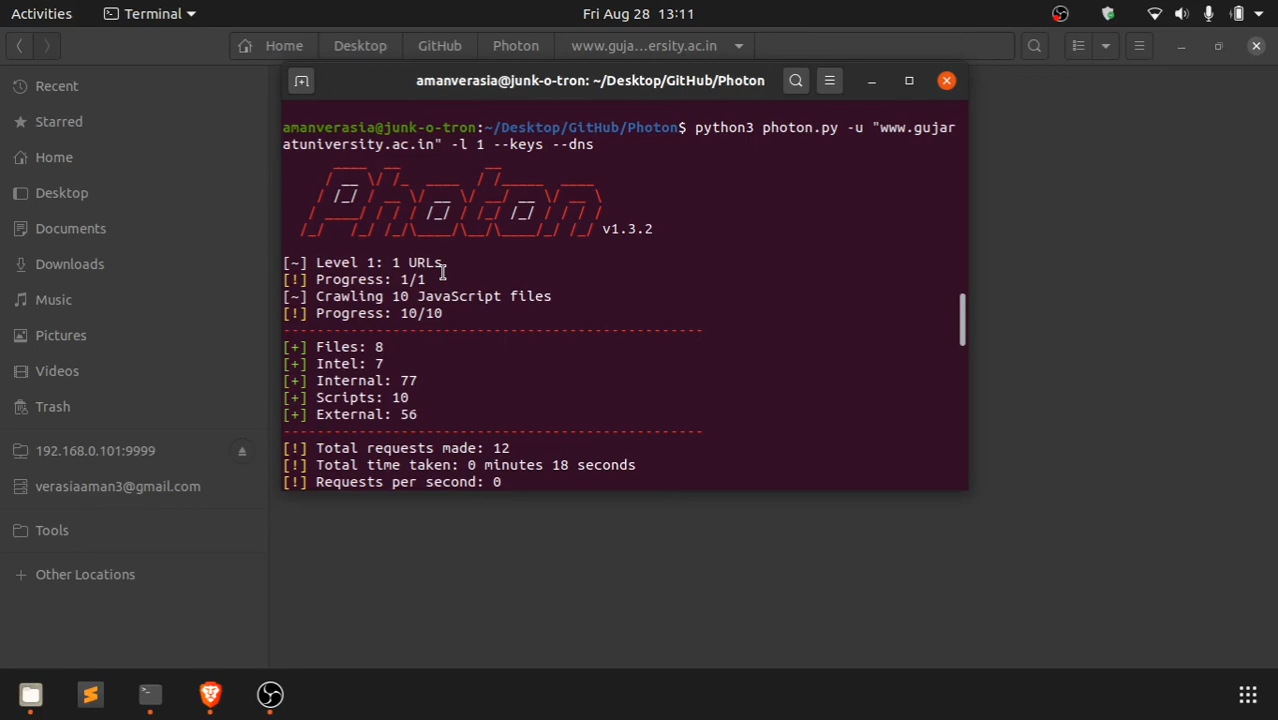 Activities
Terminal
Fri Aug 28 13:11
Home
Desktop
GitHub
Photon
www.guja...ersity.ac.in
Recent
Starred
Home
Desktop
Documents
Downloads
Music
Pictures
Videos
Trash
192.168.0.101:9999
verasiaaman3@gmail.com
Tools
Other Locations
amanverasia@junk-o-tron: ~/Desktop/GitHub/Photon
amanverasia@junk-o-tron:~/Desktop/GitHub/Photon$ python3 photon.py -u "www.gujar
atuniversity.ac.in" -l 1 --keys --dns
Photon
v1.3.2
[~] Level 1: 1 URLs
[!] Progress: 1/1
[~] Crawling 10 JavaScript files
[!] Progress: 10/10
--------------------------------------------------
[+] Files: 8
[+] Intel: 7
[+] Internal: 77
[+] Scripts: 10
[+] External: 56
--------------------------------------------------
[!] Total requests made: 12
[!] Total time taken: 0 minutes 18 seconds
[!] Requests per second: 0